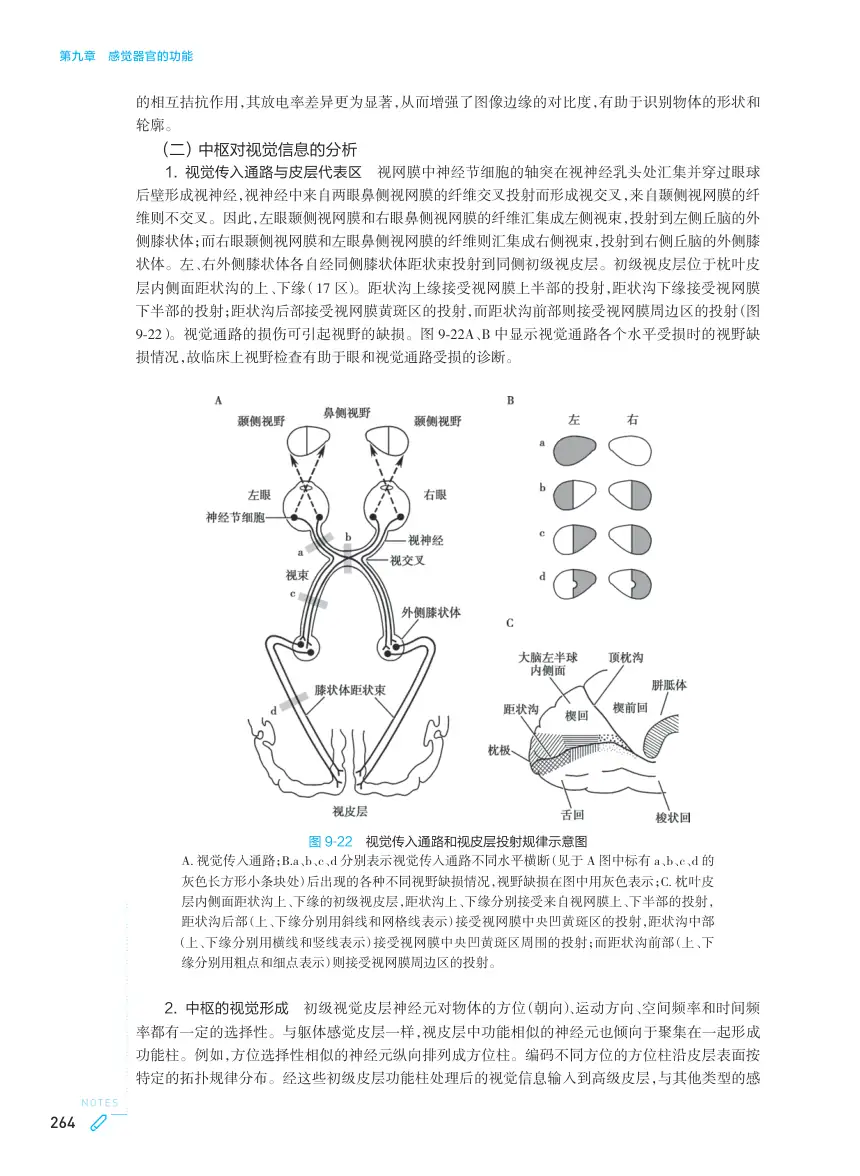 第九章 感觉器官的功能
的相互拮抗作用,其放电率差异更为显著,从而增强了图像边缘的对比度,有助于识别物体的形状和
轮廓。
(二)中枢对视觉信息的分析
1. 视觉传入通路与皮层代表区 视网膜中神经节细胞的轴突在视神经乳头处汇集并穿过眼球
后壁形成视神经,视神经中来自两眼鼻侧视网膜的纤维交叉投射而形成视交叉,来自颞侧视网膜的纤
维则不交叉。因此,左眼颞侧视网膜和右眼鼻侧视网膜的纤维汇集成左侧视束,投射到左侧丘脑的外
侧膝状体;而右眼颞侧视网膜和左眼鼻侧视网膜的纤维则汇集成右侧视束,投射到右侧丘脑的外侧膝
状体。左、右外侧膝状体各自经同侧膝状体距状束投射到同侧初级视皮层。初级视皮层位于枕叶皮
层内侧面距状沟的上、下缘(17 区)。距状沟上缘接受视网膜上半部的投射,距状沟下缘接受视网膜
下半部的投射;距状沟后部接受视网膜黄斑区的投射,而距状沟前部则接受视网膜周边区的投射(图
9-22)。视觉通路的损伤可引起视野的缺损。图 9-22A、B 中显示视觉通路各个水平受损时的视野缺
损情况,故临床上视野检查有助于眼和视觉通路受损的诊断。
A
颞侧视野
鼻侧视野
颞侧视野
左眼
右眼
神经节细胞
a
b
视神经
视交叉
视束
c
外侧膝状体
膝状体距状束
d
视皮层
B
左 右
a
b
c
d
C
大脑左半球
内侧面
顶枕沟
胼胝体
距状沟
楔回
楔前回
枕极
舌回
梭状回
图 9-22 视觉传入通路和视皮层投射规律示意图
A. 视觉传入通路;B.a、b、c、d 分别表示视觉传入通路不同水平横断(见于 A 图中标有 a、b、c、d 的
灰色长方形小条块处)后出现的各种不同视野缺损情况,视野缺损在图中用灰色表示;C. 枕叶皮
层内侧面距状沟上、下缘的初级视皮层,距状沟上、下缘分别接受来自视网膜上、下半部的投射,
距状沟后部(上、下缘分别用斜线和网格线表示)接受视网膜中央凹黄斑区的投射,距状沟中部
(上、下缘分别用横线和竖线表示)接受视网膜中央凹黄斑区周围的投射;而距状沟前部(上、下
缘分别用粗点和细点表示)则接受视网膜周边区的投射。
2. 中枢的视觉形成 初级视觉皮层神经元对物体的方位(朝向)、运动方向、空间频率和时间频
率都有一定的选择性。与躯体感觉皮层一样,视皮层中功能相似的神经元也倾向于聚集在一起形成
功能柱。例如,方位选择性相似的神经元纵向排列成方位柱。编码不同方位的方位柱沿皮层表面按
特定的拓扑规律分布。经这些初级皮层功能柱处理后的视觉信息输入到高级皮层,与其他类型的感
NOTES
264